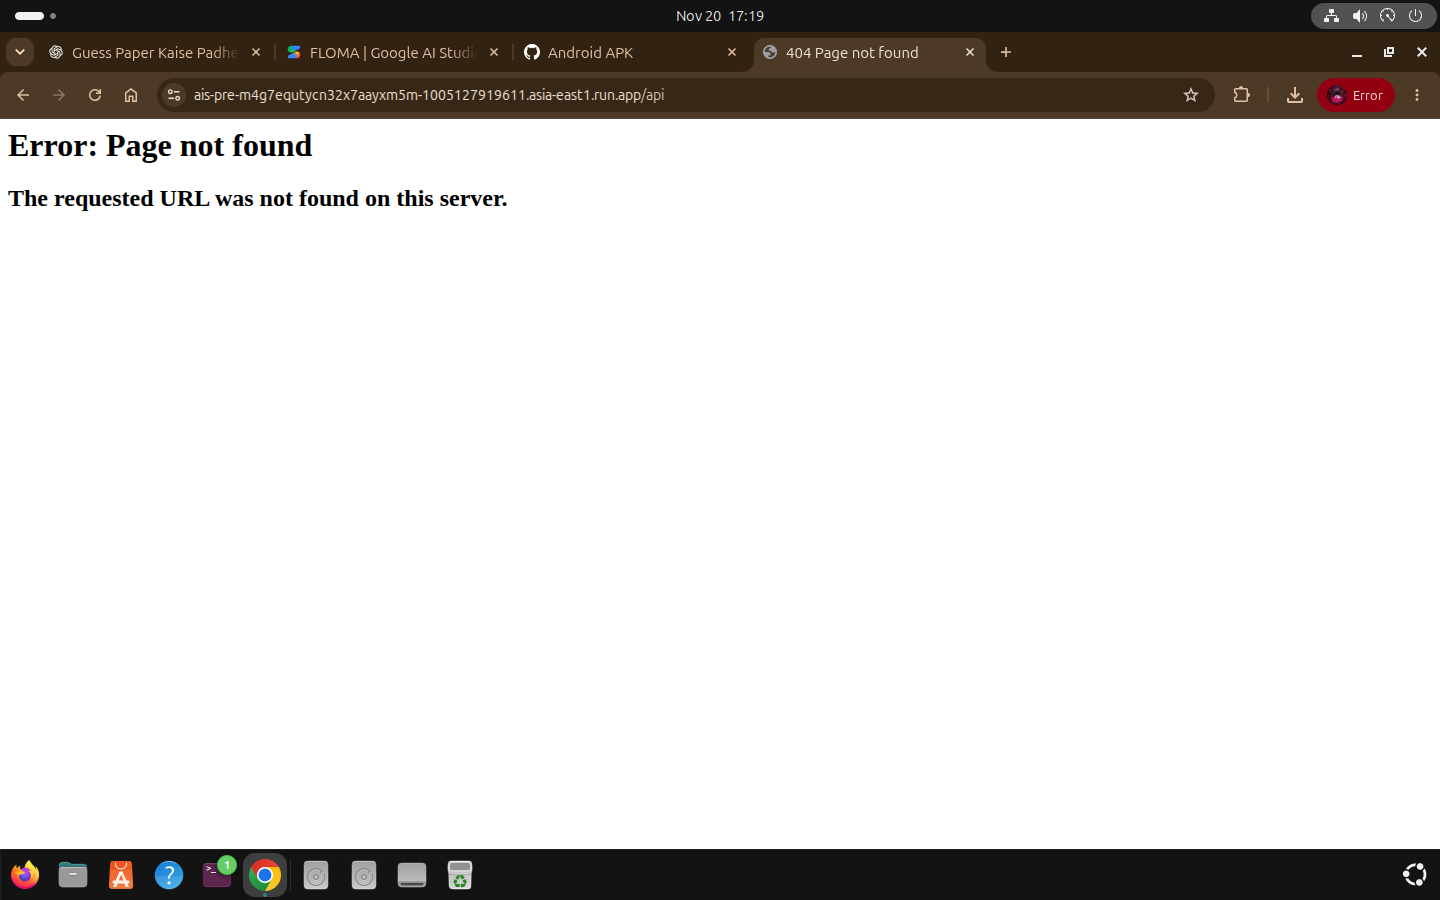 Nov 20 17:19
Guess Paper Kaise Padhe
FLOMA | Google AI Studi
Android APK
404 Page not found
ais-pre-m4g7equtycn32x7aayxm5m-1005127919611.asia-east1.run.app/api
Error
Error: Page not found
The requested URL was not found on this server.
1